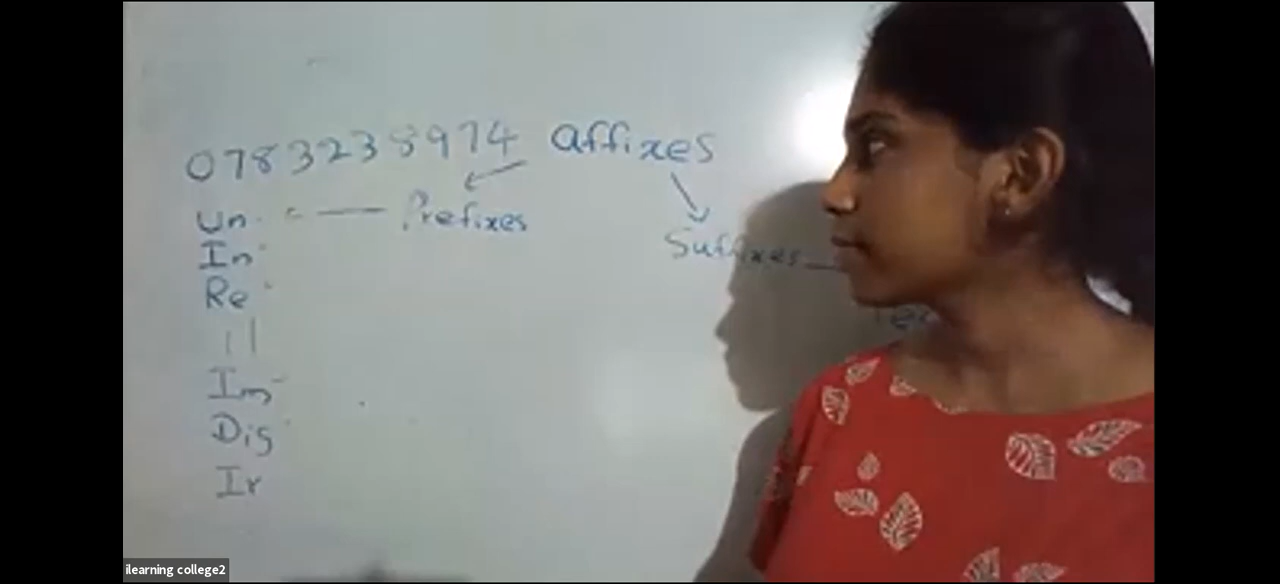 0783238974 affixes
Un. Prefixes
Suffixes
In
Re
Il
Im
Dis
Ir
ilearning college2